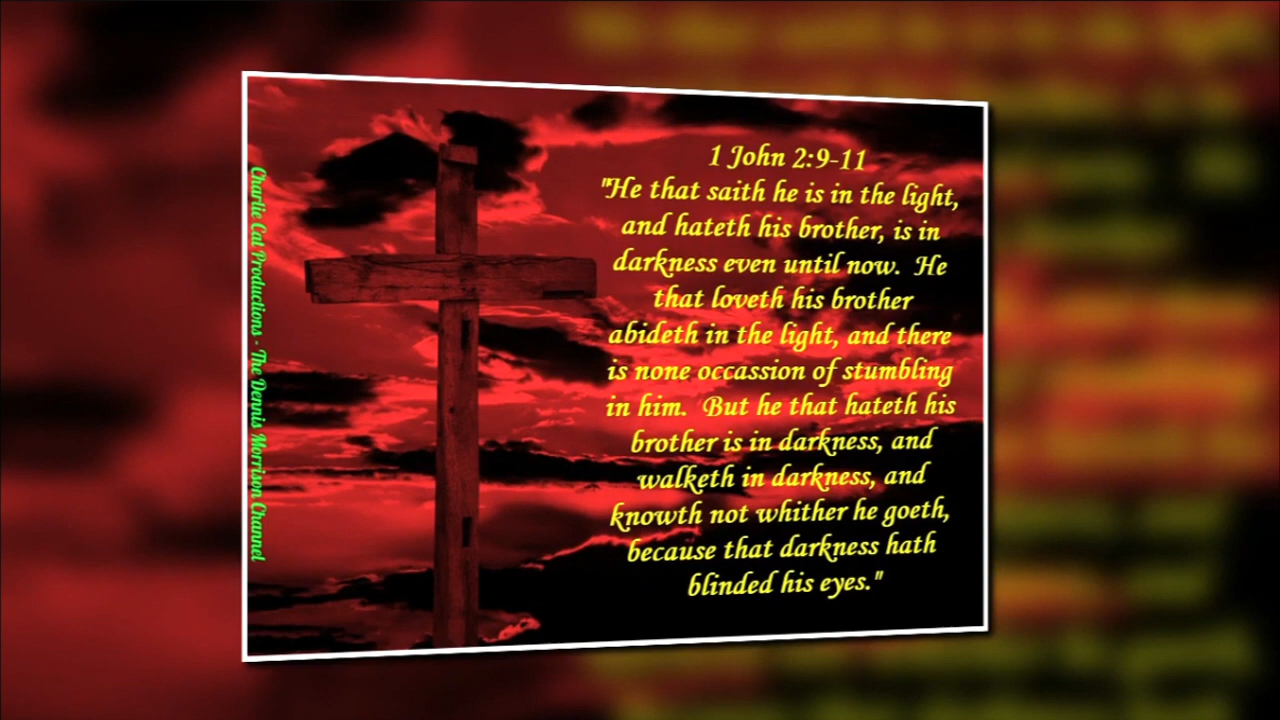 1 John 2:9-11
"He that saith he is in the light,
and hateth his brother, is in
darkness even until now.  He
that loveth his brother
abideth in the light, and there
is none occassion of stumbling
in him.  But he that hateth his
brother is in darkness, and
walketh in darkness, and
knowth not whither he goeth,
because that darkness hath
blinded his eyes."
Charlie Cat Productions - The Dennis Morrison Channel